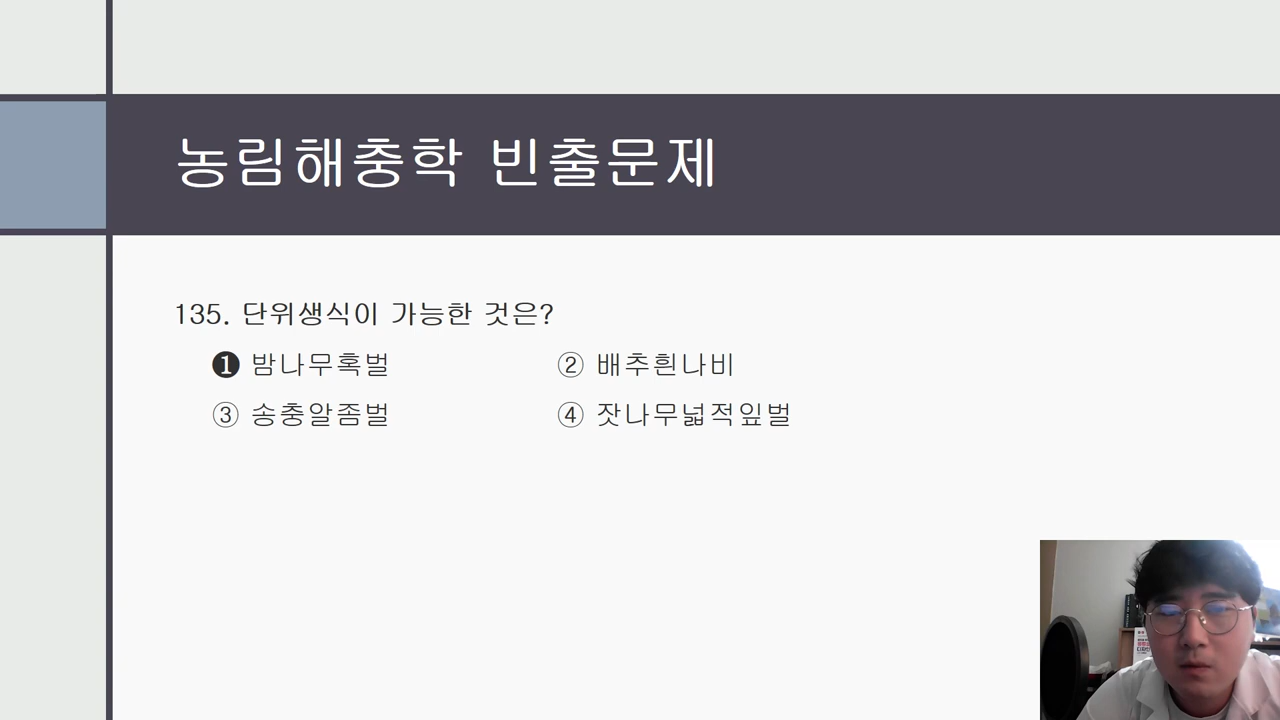 농림해충학 빈출문제
135. 단위생식이 가능한 것은?
❶ 밤나무혹벌 ② 배추흰나비
③ 송충알좀벌 ④ 잣나무넓적잎벌